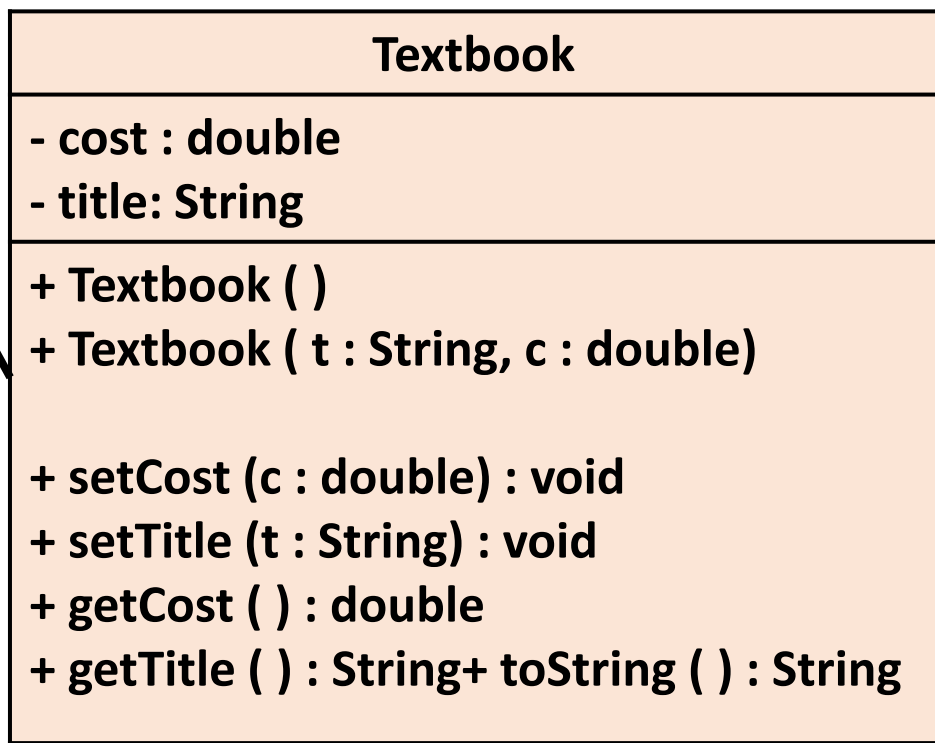 Textbook
- cost : double
- title: String
+ Textbook ( )
+ Textbook ( t : String, c : double)
+ setCost (c : double) : void
+ setTitle (t : String) : void
+ getCost ( ) : double
+ getTitle ( ) : String+ toString ( ) : String